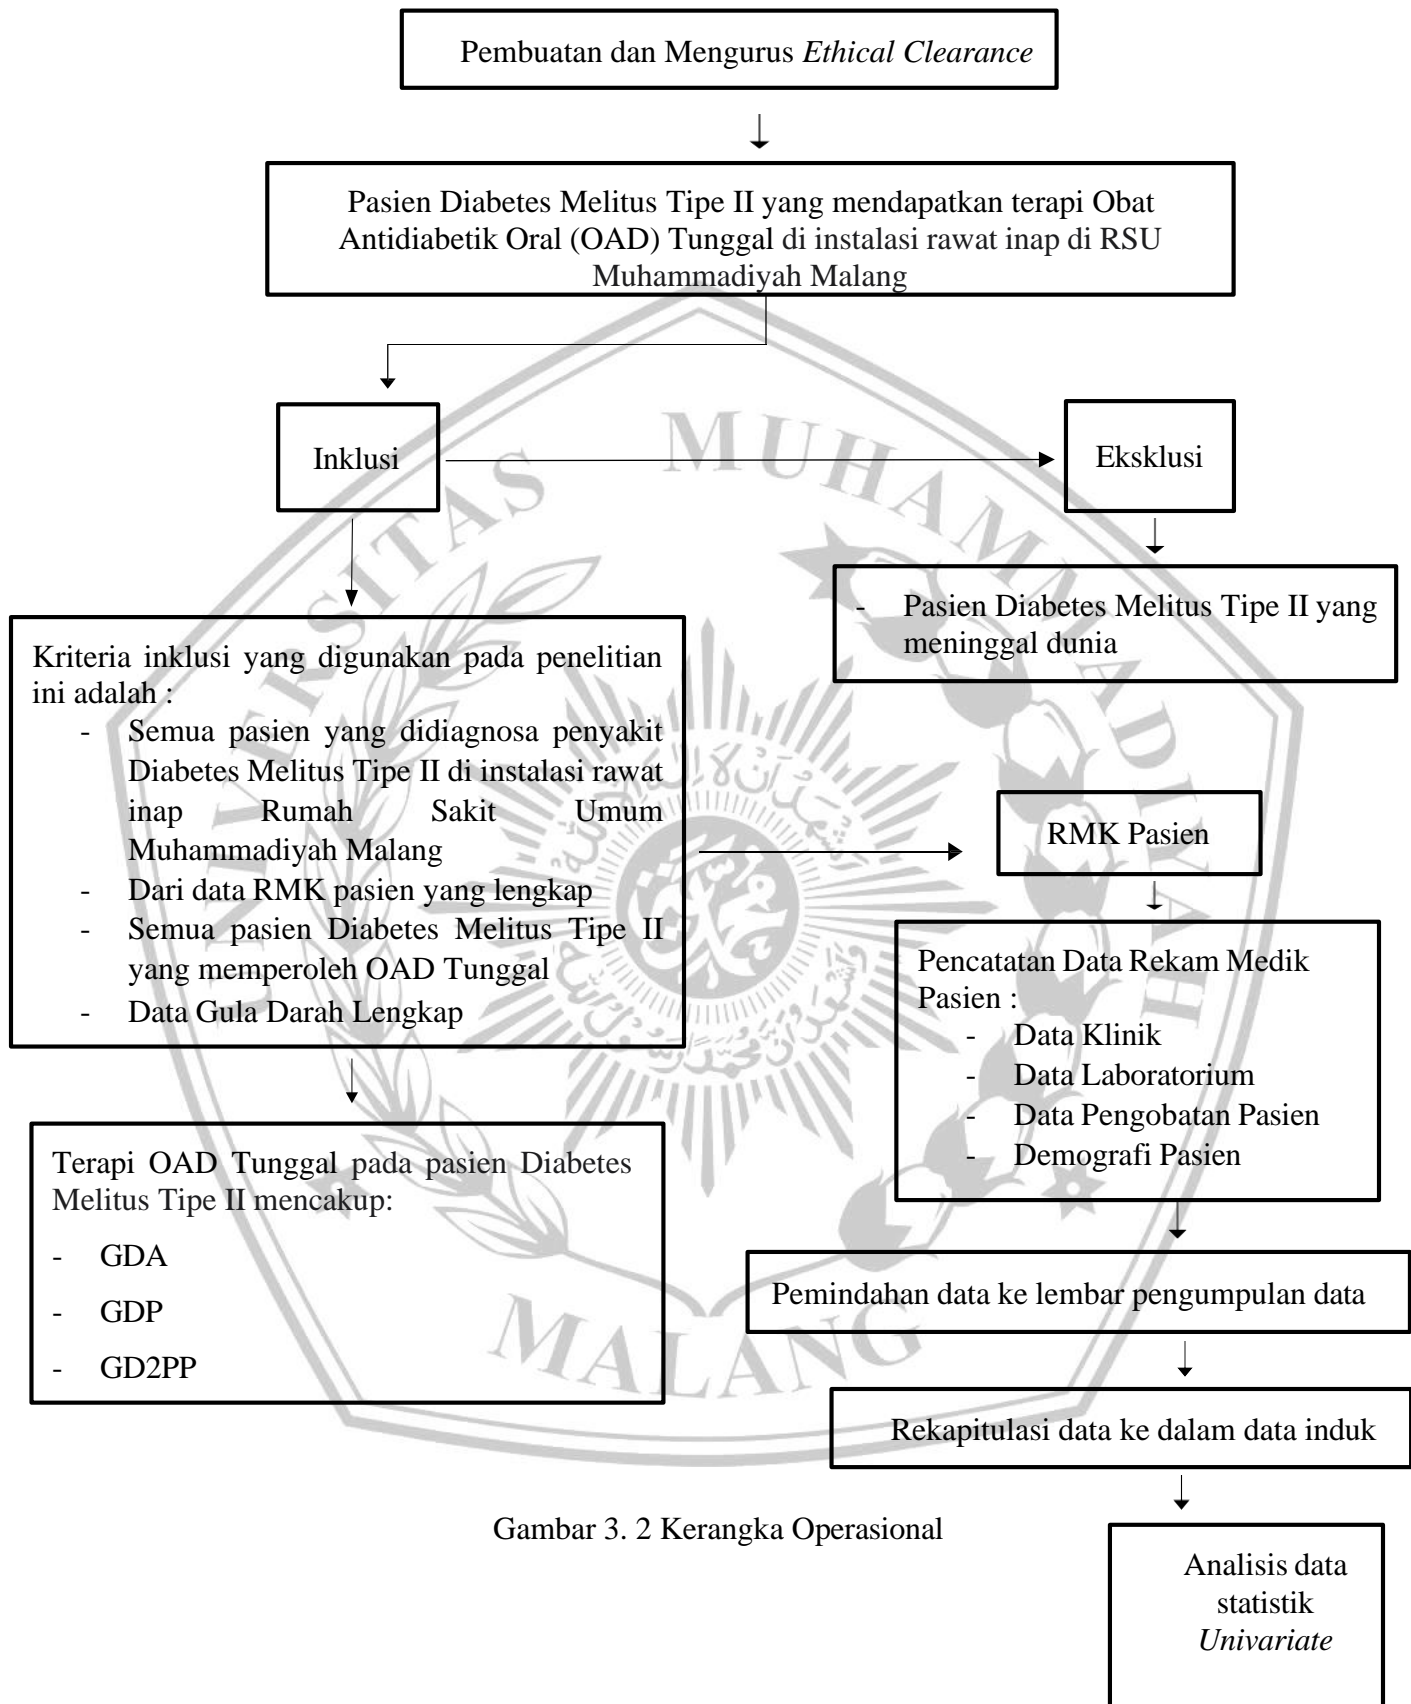 Pembuatan dan Mengurus Ethical Clearance
Pasien Diabetes Melitus Tipe II yang mendapatkan terapi Obat
Antidiabetik Oral (OAD) Tunggal di instalasi rawat inap di RSU
Muhammadiyah Malang
Inklusi
Eksklusi
- Pasien Diabetes Melitus Tipe II yang
meninggal dunia
Kriteria inklusi yang digunakan pada penelitian
ini adalah :
- Semua pasien yang didiagnosa penyakit
Diabetes Melitus Tipe II di instalasi rawat
inap Rumah Sakit Umum
Muhammadiyah Malang
- Dari data RMK pasien yang lengkap
- Semua pasien Diabetes Melitus Tipe II
yang memperoleh OAD Tunggal
- Data Gula Darah Lengkap
RMK Pasien
Pencatatan Data Rekam Medik
Pasien :
- Data Klinik
- Data Laboratorium
- Data Pengobatan Pasien
- Demografi Pasien
Terapi OAD Tunggal pada pasien Diabetes
Melitus Tipe II mencakup:
- GDA
- GDP
- GD2PP
Pemindahan data ke lembar pengumpulan data
Rekapitulasi data ke dalam data induk
Analisis data
statistik
Univariate
Gambar 3. 2 Kerangka Operasional
UNIVERSITAS MUHAMMADIYAH
MALANG